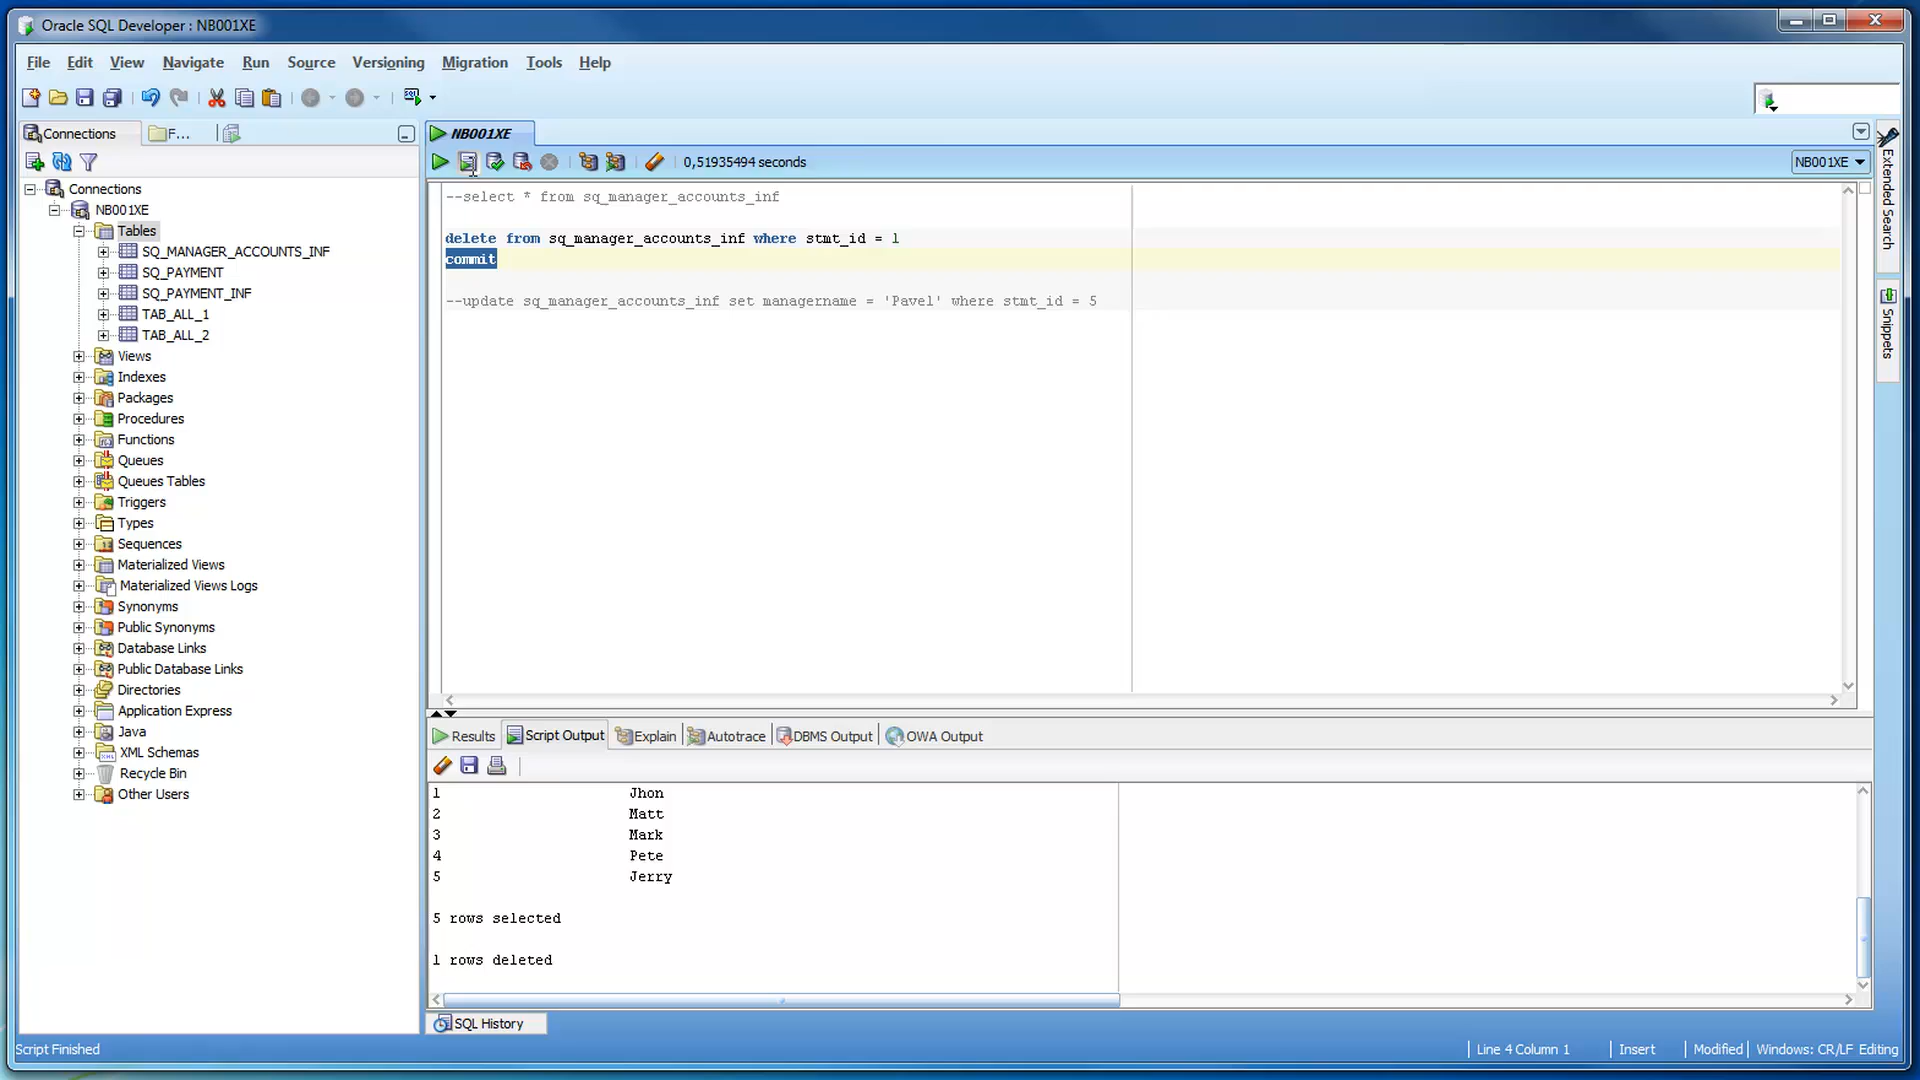 Oracle SQL Developer : NB001XE
File Edit View Navigate Run Source Versioning Migration Tools Help
Connections F...
NB001XE
0,51935494 seconds
NB001XE
Connections
NB001XE
Tables
SQ_MANAGER_ACCOUNTS_INF
SQ_PAYMENT
SQ_PAYMENT_INF
TAB_ALL_1
TAB_ALL_2
Views
Indexes
Packages
Procedures
Functions
Queues
Queues Tables
Triggers
Types
Sequences
Materialized Views
Materialized Views Logs
Synonyms
Public Synonyms
Database Links
Public Database Links
Directories
Application Express
Java
XML Schemas
Recycle Bin
Other Users
--select * from sq_manager_accounts_inf
delete from sq_manager_accounts_inf where stmt_id = 1
commit
--update sq_manager_accounts_inf set managername = 'Pavel' where stmt_id = 5
Extended Search
Snippets
Results Script Output Explain Autotrace DBMS Output OWA Output
1 Jhon
2 Matt
3 Mark
4 Pete
5 Jerry
5 rows selected
1 rows deleted
SQL History
Script Finished
Line 4 Column 1 Insert Modified Windows: CR/LF Editing